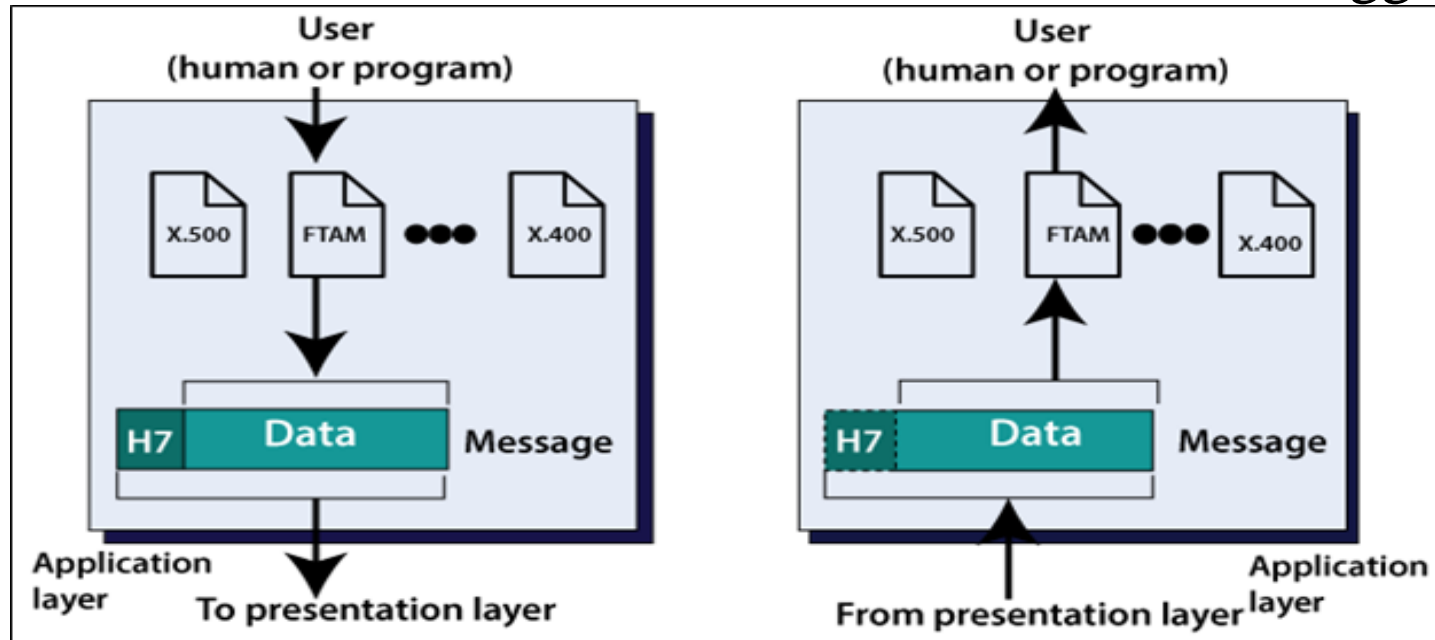 User
(human or program)
X.500
FTAM
X.400
H7
Data
Message
Application
layer
To presentation layer
User
(human or program)
X.500
FTAM
X.400
H7
Data
Message
From presentation layer
Application
layer